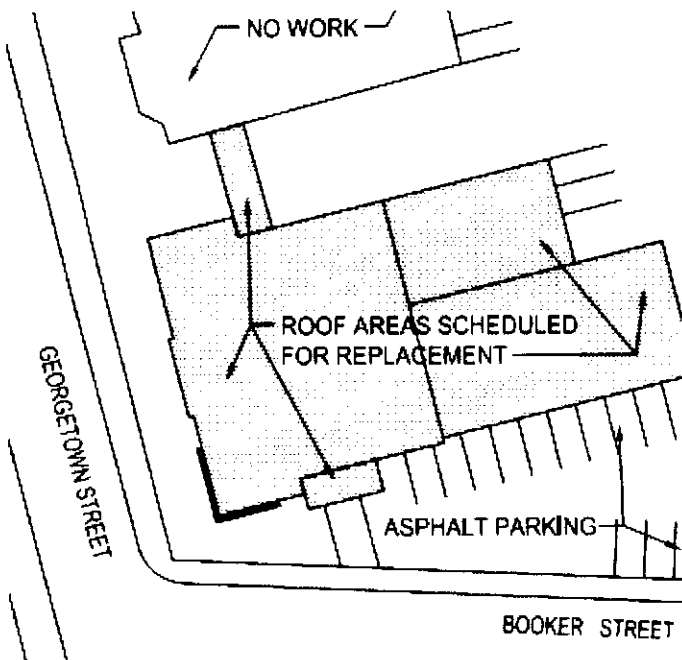 NO WORK
ROOF AREAS SCHEDULED
FOR REPLACEMENT
GEORGETOWN STREET
ASPHALT PARKING
BOOKER STREET